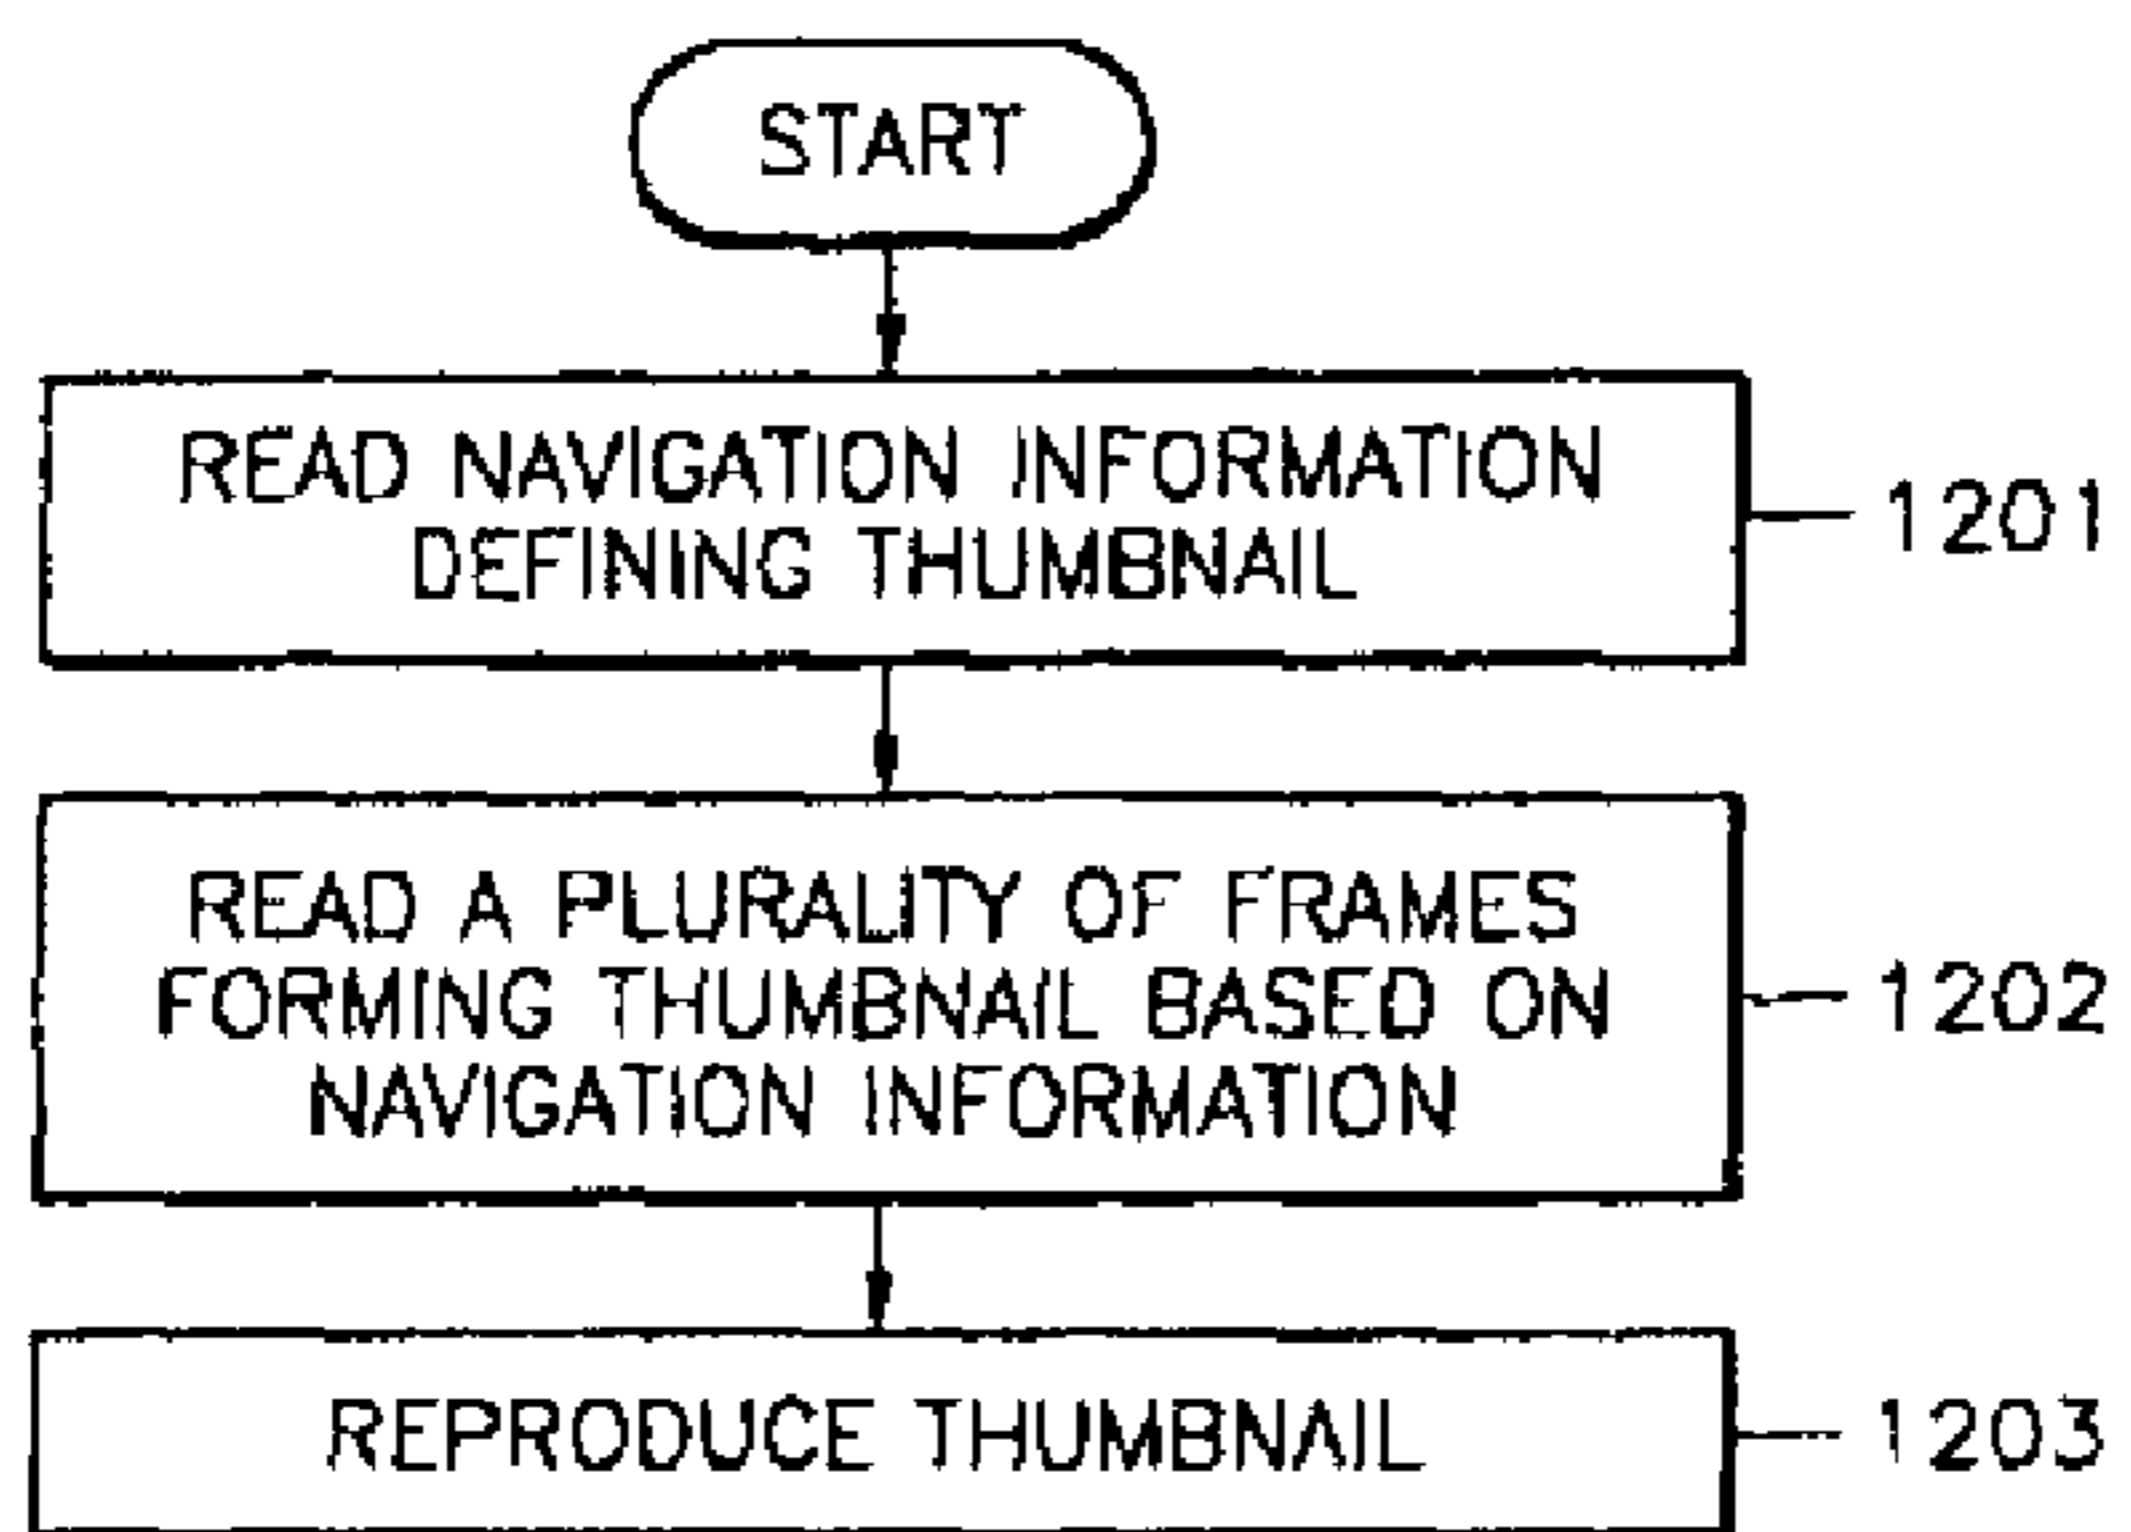 START
READ NAVIGATION INFORMATION
DEFINING THUMBNAIL
1201
READ A PLURALITY OF FRAMES
FORMING THUMBNAIL BASED ON
NAVIGATION INFORMATION
1202
REPRODUCE THUMBNAIL
1203